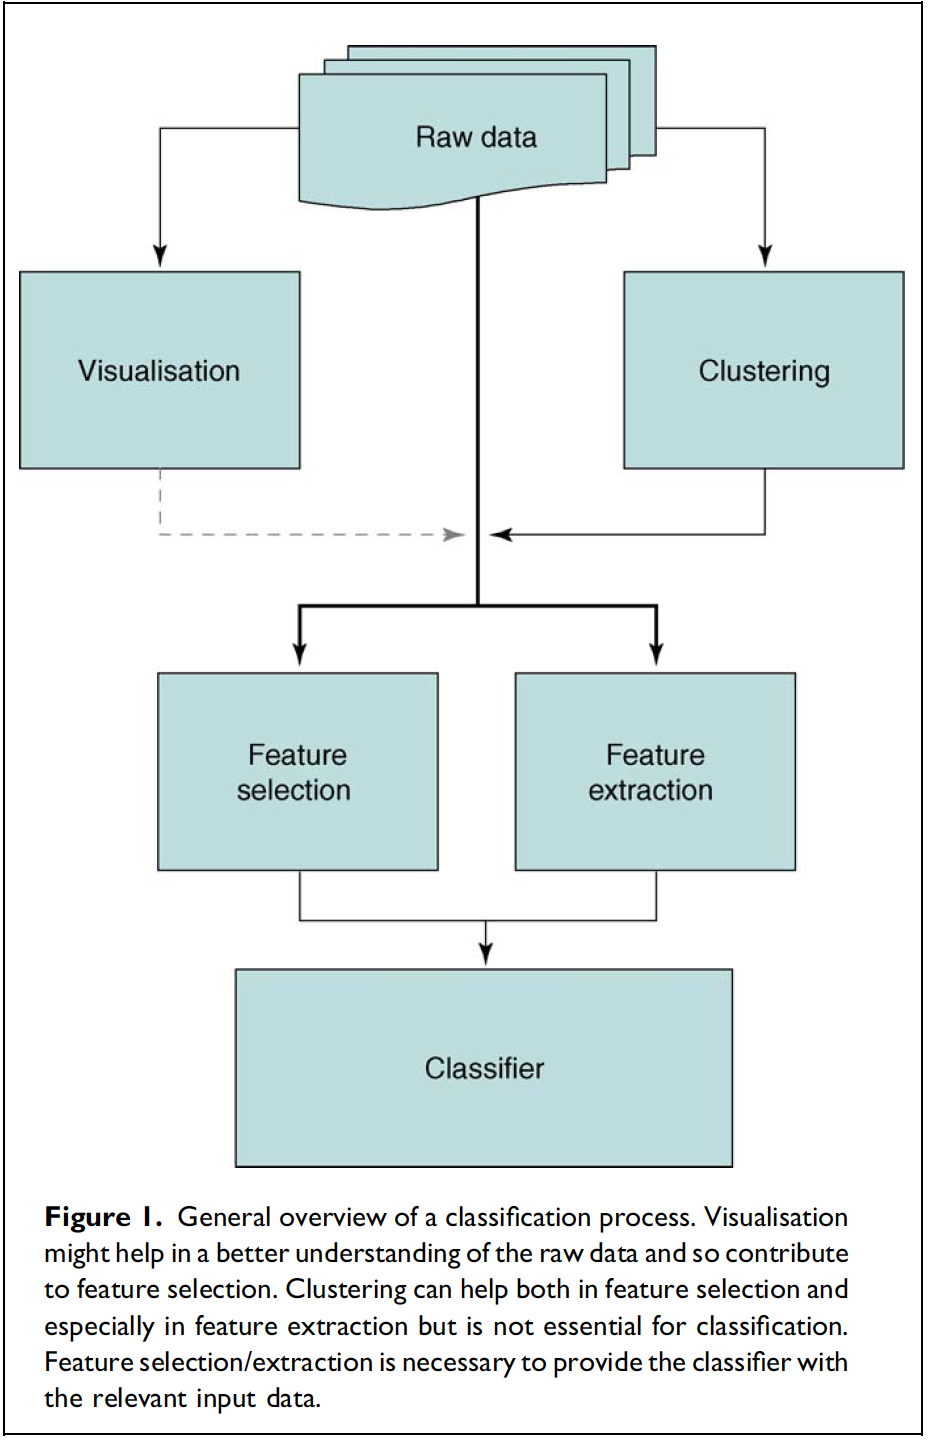 Raw data
Visualisation
Clustering
Feature
selection
Feature
extraction
Classifier
Figure 1. General overview of a classification process. Visualisation
might help in a better understanding of the raw data and so contribute
to feature selection. Clustering can help both in feature selection and
especially in feature extraction but is not essential for classification.
Feature selection/extraction is necessary to provide the classifier with
the relevant input data.